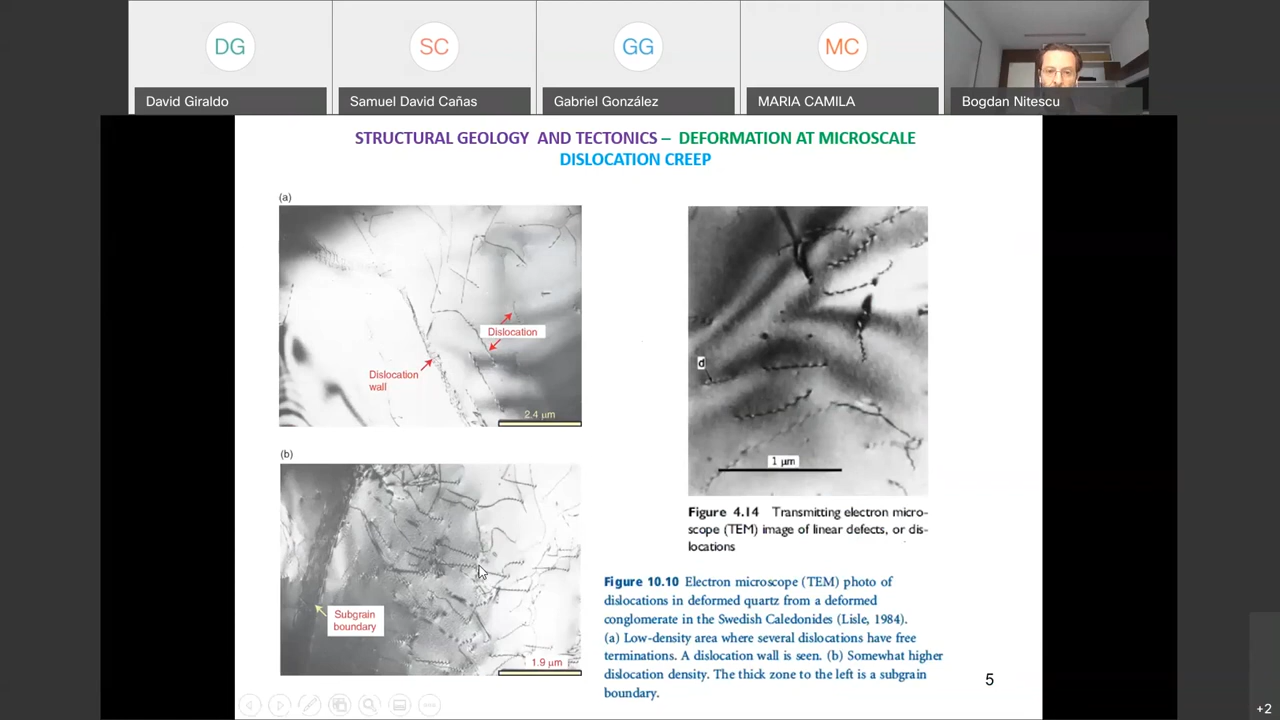 DG
SC
GG
MC
David Giraldo
Samuel David Cañas
Gabriel González
MARIA CAMILA
Bogdan Nitescu
STRUCTURAL GEOLOGY AND TECTONICS – DEFORMATION AT MICROSCALE
DISLOCATION CREEP
(a)
Dislocation
Dislocation
wall
2.4 µm
(b)
Subgrain
boundary
1.9 µm
d
1 µm
Figure 4.14 Transmitting electron micro-
scope (TEM) image of linear defects, or dis-
locations
Figure 10.10 Electron microscope (TEM) photo of
dislocations in deformed quartz from a deformed
conglomerate in the Swedish Caledonides (Lisle, 1984).
(a) Low-density area where several dislocations have free
terminations. A dislocation wall is seen. (b) Somewhat higher
dislocation density. The thick zone to the left is a subgrain
boundary.
5
+2